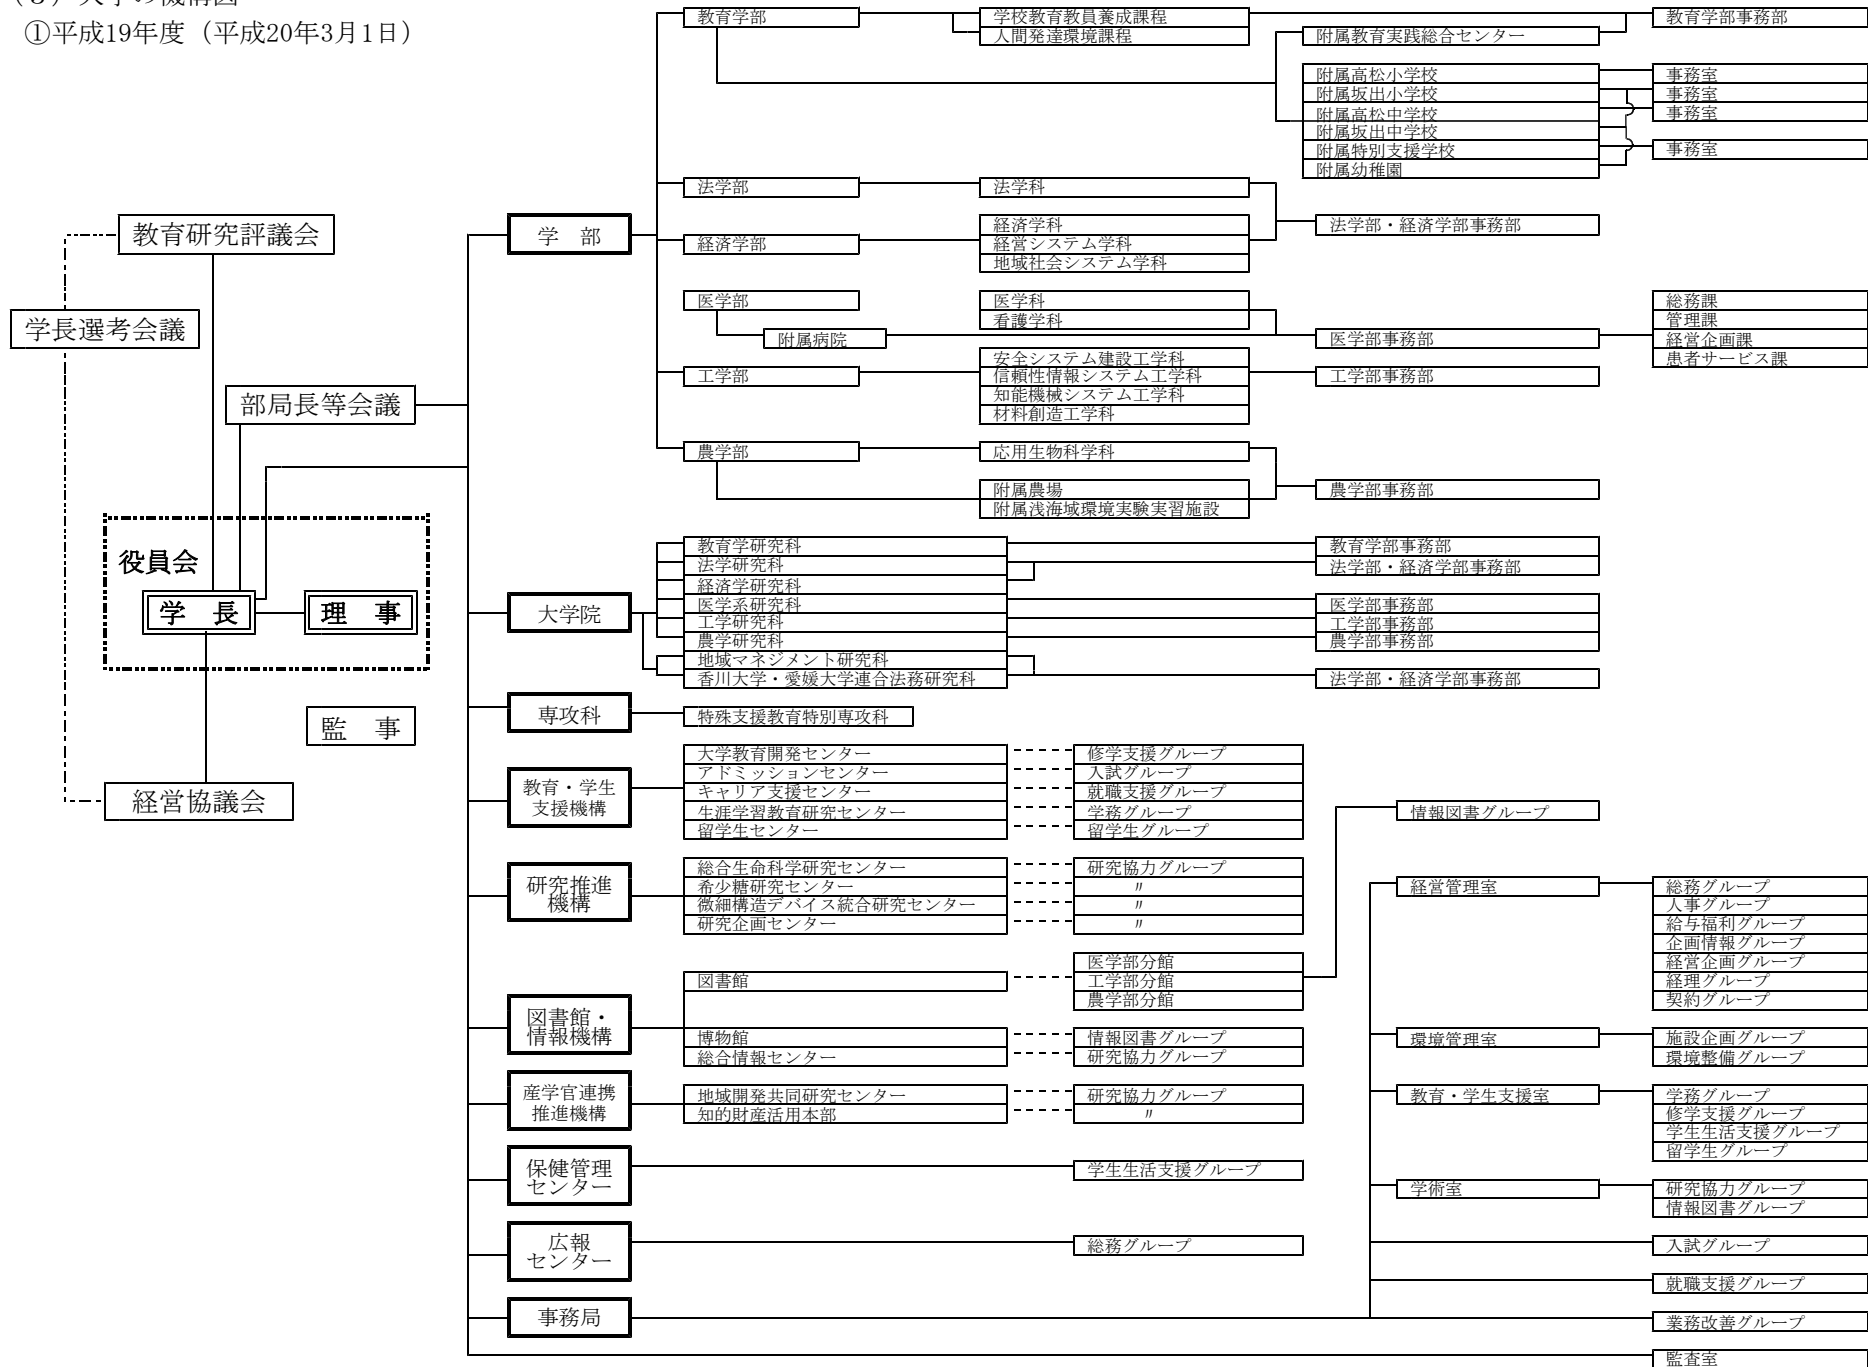 ①平成19年度（平成20年3月1日）
教育学部
学校教育教員養成課程
人間発達環境課程
教育学部事務部
附属教育実践総合センター
附属高松小学校
附属坂出小学校
附属高松中学校
附属坂出中学校
附属特別支援学校
附属幼稚園
事務室
事務室
事務室
事務室
教育研究評議会
学長選考会議
部局長等会議
役員会
学　長
理　事
監　事
経営協議会
学　部
法学部
法学科
経済学部
経済学科
経営システム学科
地域社会システム学科
法学部・経済学部事務部
医学部
医学科
看護学科
附属病院
医学部事務部
総務課
管理課
経営企画課
患者サービス課
工学部
安全システム建設工学科
信頼性情報システム工学科
知能機械システム工学科
材料創造工学科
工学部事務部
農学部
応用生物科学科
附属農場
附属浅海域環境実験実習施設
農学部事務部
大学院
教育学研究科
法学研究科
経済学研究科
医学系研究科
工学研究科
農学研究科
地域マネジメント研究科
香川大学・愛媛大学連合法務研究科
教育学部事務部
法学部・経済学部事務部
医学部事務部
工学部事務部
農学部事務部
法学部・経済学部事務部
専攻科
特殊支援教育特別専攻科
教育・学生
支援機構
大学教育開発センター
アドミッションセンター
キャリア支援センター
生涯学習教育研究センター
留学生センター
修学支援グループ
入試グループ
就職支援グループ
学務グループ
留学生グループ
研究推進
機構
総合生命科学研究センター
希少糖研究センター
微細構造デバイス統合研究センター
研究企画センター
研究協力グループ
〃
〃
〃
図書館・
情報機構
図書館
医学部分館
工学部分館
農学部分館
情報図書グループ
博物館
総合情報センター
情報図書グループ
研究協力グループ
産学官連携
推進機構
地域開発共同研究センター
知的財産活用本部
研究協力グループ
〃
保健管理
センター
学生生活支援グループ
広報
センター
総務グループ
事務局
経営管理室
総務グループ
人事グループ
給与福利グループ
企画情報グループ
経営企画グループ
経理グループ
契約グループ
環境管理室
施設企画グループ
環境整備グループ
教育・学生支援室
学務グループ
修学支援グループ
学生生活支援グループ
留学生グループ
学術室
研究協力グループ
情報図書グループ
入試グループ
就職支援グループ
業務改善グループ
監査室